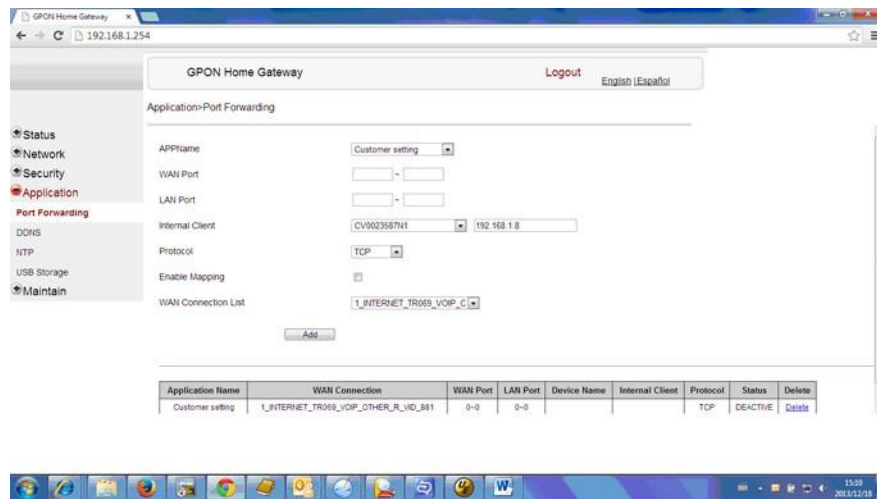 GPON Home Gateway
192.168.1.254
GPON Home Gateway
Logout
English |Español
Application>Port Forwarding
Status
Network
Security
Application
Port Forwarding
DDNS
NTP
USB Storage
Maintain
APPName
Customer setting
WAN Port
~
LAN Port
~
Internal Client
CV0023587N1
192.168.1.8
Protocol
TCP
Enable Mapping
WAN Connection List
1_INTERNET_TR069_VOIP_C
Add
Application Name WAN Connection WAN Port LAN Port Device Name Internal Client Protocol Status Delete
Customer setting 1_INTERNET_TR069_VOIP_OTHER_R_VID_881 0~0 0~0 TCP DEACTIVE Delete
15:10
2013/12/18